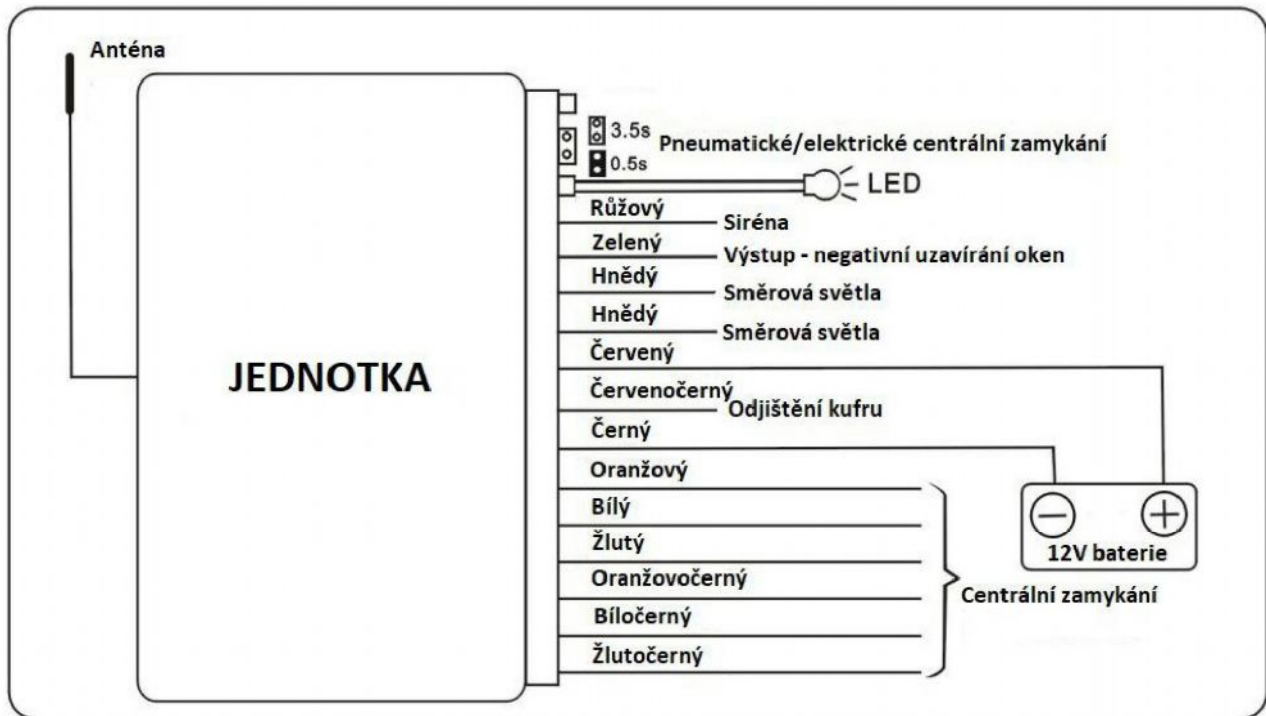 Anténa
3.5s
Pneumatické/elektrické centrální zamykání
0.5s
LED
Růžový
Siréna
Zelený
Výstup - negativní uzavírání oken
Hnědý
Směrová světla
Hnědý
Směrová světla
Červený
JEDNOTKA
Červenočerný
Odjištění kufru
Černý
Oranžový
Bílý
Žlutý
12V baterie
Oranžovočerný
Centrální zamykání
Bíločerný
Žlutočerný